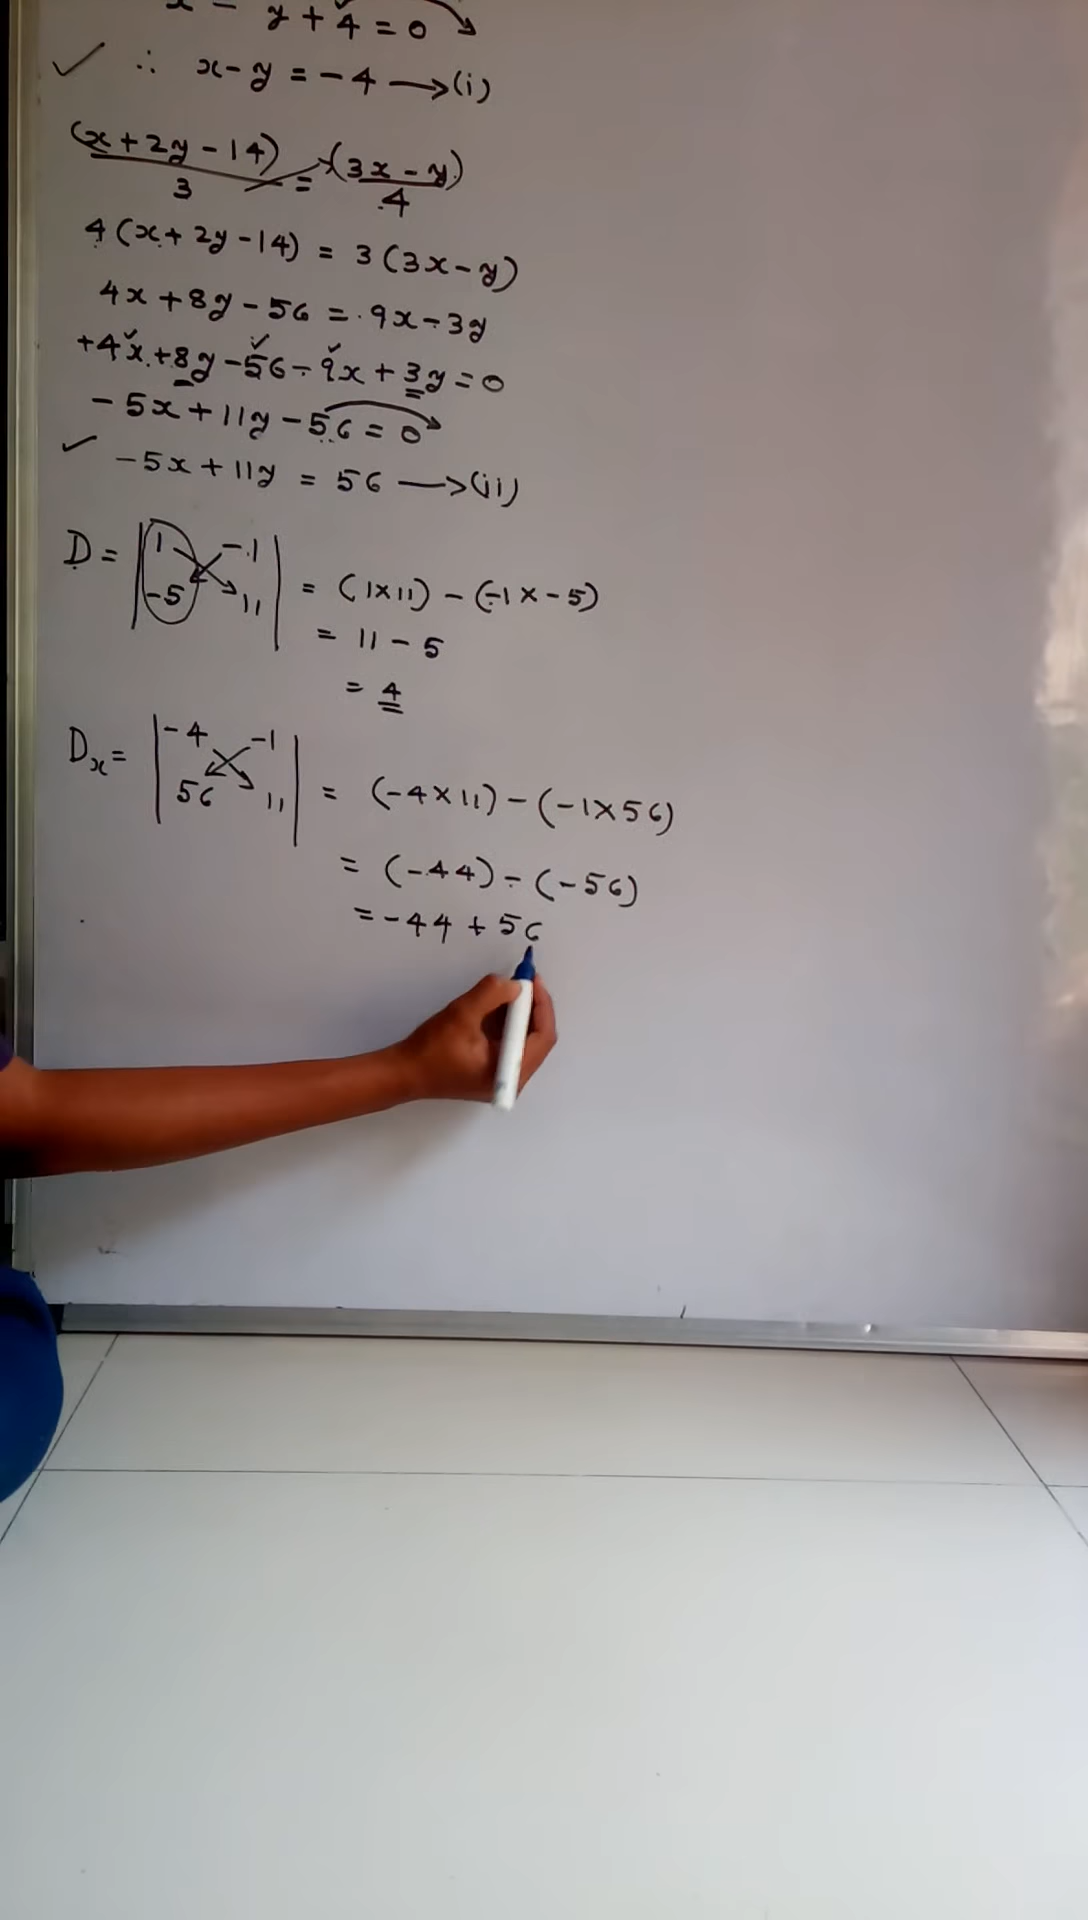 x - y + 4 = 0
∴ x - y = -4 → (i)
(x + 2y - 14)/3 = (3x - y)/4
4(x + 2y - 14) = 3(3x - y)
4x + 8y - 56 = 9x - 3y
+4x + 8y - 56 - 9x + 3y = 0
-5x + 11y - 56 = 0
-5x + 11y = 56 → (ii)
D = | 1 -1 |
| -5 11 | = (1 × 11) - (-1 × -5)
= 11 - 5
= 4
Dx = | -4 -1 |
| 56 11 | = (-4 × 11) - (-1 × 56)
= (-44) - (-56)
= -44 + 56